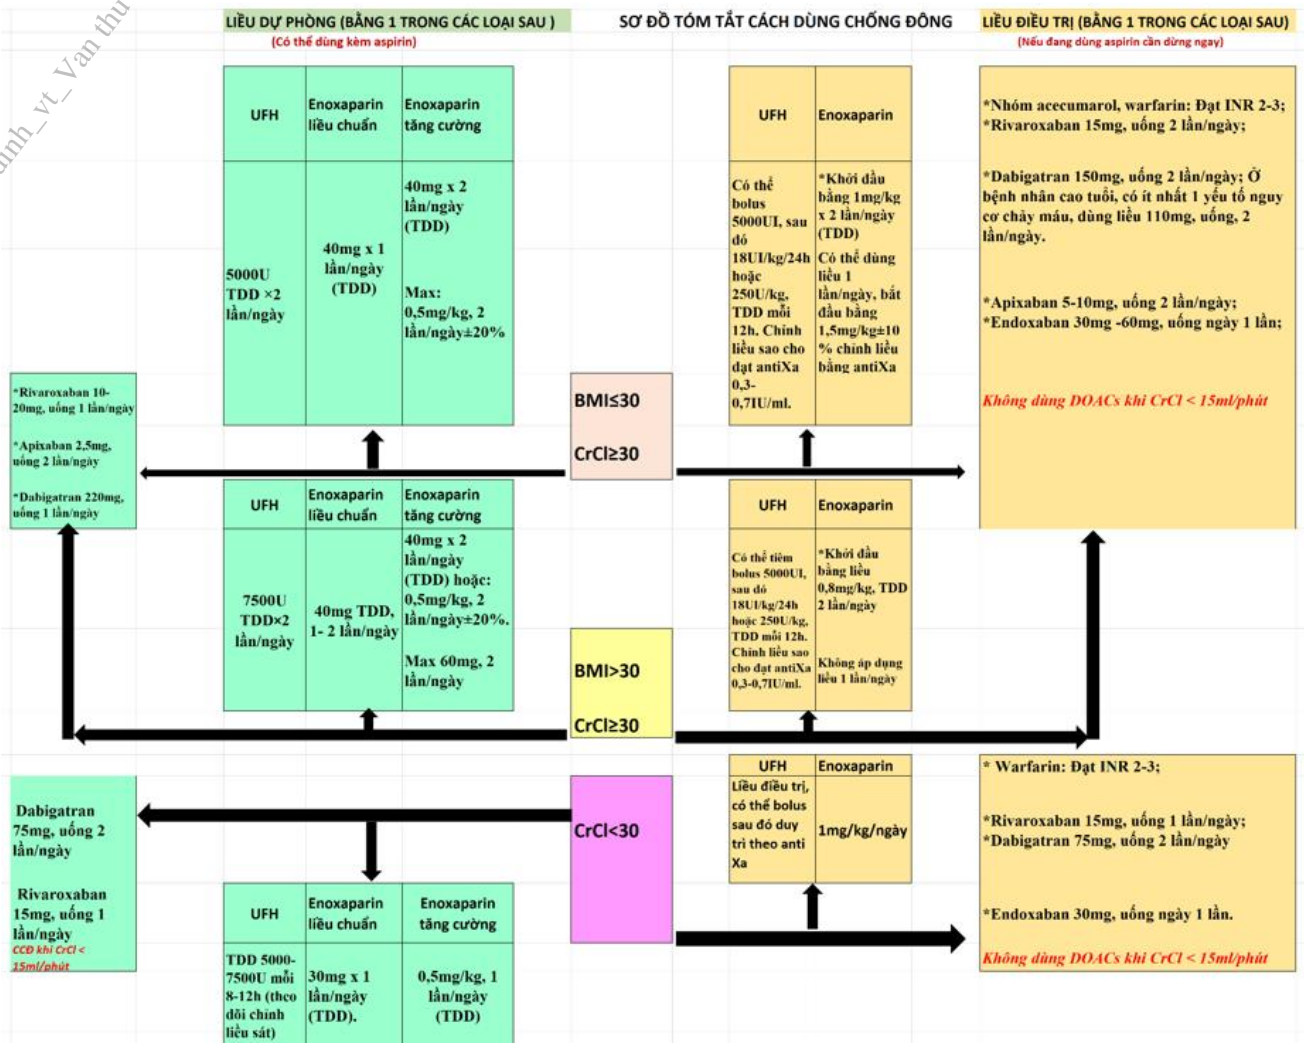 LIỀU DỰ PHÒNG (BẰNG 1 TRONG CÁC LOẠI SAU )
(Có thể dùng kèm aspirin)
SƠ ĐỒ TÓM TẮT CÁCH DÙNG CHỐNG ĐÔNG
LIỀU ĐIỀU TRỊ (BẰNG 1 TRONG CÁC LOẠI SAU)
(Nếu đang dùng aspirin cần dừng ngay)
inh_vt_Van thu
UFH
Enoxaparin
liều chuẩn
Enoxaparin
tăng cường
5000U
TDD ×2
lần/ngày
40mg x 1
lần/ngày
(TDD)
40mg x 2
lần/ngày
(TDD)
Max:
0,5mg/kg, 2
lần/ngày±20%
UFH
Enoxaparin
Có thể
bolus
5000UI, sau
đó
18UI/kg/24h
hoặc
250U/kg,
TDD mỗi
12h. Chỉnh
liều sao cho
đạt antiXa
0,3-
0,7IU/ml.
*Khởi đầu
bằng 1mg/kg
x 2 lần/ngày
(TDD)
Có thể dùng
liều 1
lần/ngày, bắt
đầu bằng
1,5mg/kg±10
% chỉnh liều
bằng antiXa
*Nhóm acecumarol, warfarin: Đạt INR 2-3;
*Rivaroxaban 15mg, uống 2 lần/ngày;
*Dabigatran 150mg, uống 2 lần/ngày; Ở
bệnh nhân cao tuổi, có ít nhất 1 yếu tố nguy
cơ chảy máu, dùng liều 110mg, uống, 2
lần/ngày.
*Apixaban 5-10mg, uống 2 lần/ngày;
*Endoxaban 30mg -60mg, uống ngày 1 lần;
Không dùng DOACs khi CrCl < 15ml/phút
*Rivaroxaban 10-
20mg, uống 1 lần/ngày
*Apixaban 2,5mg,
uống 2 lần/ngày
*Dabigatran 220mg,
uống 1 lần/ngày
BMI≤30
CrCl≥30
UFH
Enoxaparin
liều chuẩn
Enoxaparin
tăng cường
7500U
TDD×2
lần/ngày
40mg TDD,
1- 2 lần/ngày
40mg x 2
lần/ngày
(TDD) hoặc:
0,5mg/kg, 2
lần/ngày±20%.
Max 60mg, 2
lần/ngày
BMI>30
CrCl≥30
UFH
Enoxaparin
Có thể tiêm
bolus 5000UI,
sau đó
18UI/kg/24h
hoặc 250U/kg,
TDD mỗi 12h.
Chỉnh liều sao
cho đạt antiXa
0,3-0,7IU/ml.
*Khởi đầu
bằng liều
0,8mg/kg, TDD
2 lần/ngày
Không áp dụng
liều 1 lần/ngày
Dabigatran
75mg, uống 2
lần/ngày
Rivaroxaban
15mg, uống 1
lần/ngày
CCĐ khi CrCl <
15ml/phút
CrCl<30
UFH
Enoxaparin
Liều điều trị,
có thể bolus
sau đó duy
trì theo anti
Xa
1mg/kg/ngày
* Warfarin: Đạt INR 2-3;
*Rivaroxaban 15mg, uống 1 lần/ngày;
*Dabigatran 75mg, uống 2 lần/ngày
*Endoxaban 30mg, uống ngày 1 lần.
Không dùng DOACs khi CrCl < 15ml/phút
UFH
Enoxaparin
liều chuẩn
Enoxaparin
tăng cường
TDD 5000-
7500U mỗi
8-12h (theo
dõi chỉnh
liều sát)
30mg x 1
lần/ngày
(TDD).
0,5mg/kg, 1
lần/ngày
(TDD)